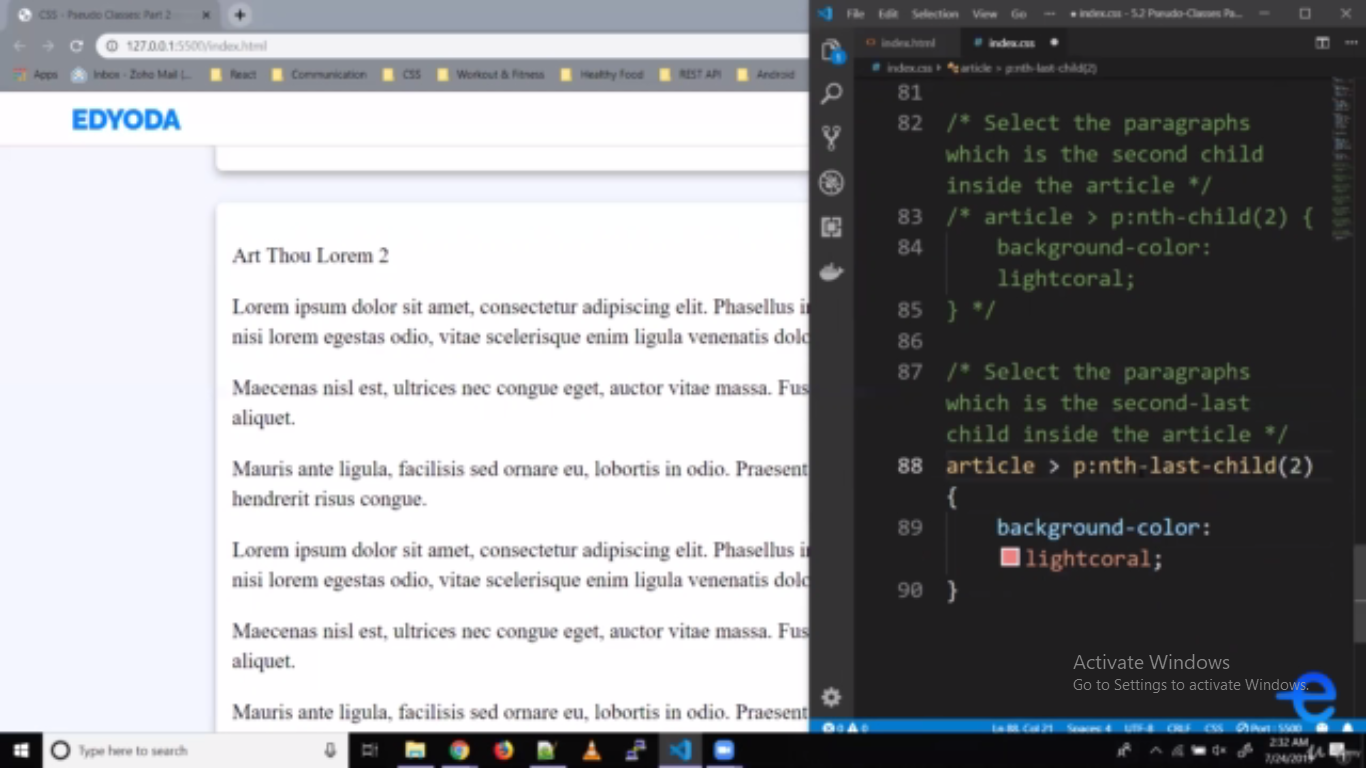 CSS - Pseudo Classes: Part 2
127.0.0.1:5500/index.html
Apps
Inbox - Zoho Mail (...
React
Communication
CSS
Workout & Fitness
Healthy Food
REST API
Android
EDYODA
Art Thou Lorem 2
Lorem ipsum dolor sit amet, consectetur adipiscing elit. Phasellus i
nisi lorem egestas odio, vitae scelerisque enim ligula venenatis dolo
Maecenas nisl est, ultrices nec congue eget, auctor vitae massa. Fus
aliquet.
Mauris ante ligula, facilisis sed ornare eu, lobortis in odio. Praesent
hendrerit risus congue.
Lorem ipsum dolor sit amet, consectetur adipiscing elit. Phasellus i
nisi lorem egestas odio, vitae scelerisque enim ligula venenatis dolo
Maecenas nisl est, ultrices nec congue eget, auctor vitae massa. Fus
aliquet.
Mauris ante ligula, facilisis sed ornare eu, lobortis in odio. Praesent
File Edit Selection View Go ··· ● index.css - 5.2 Pseudo-Classes Pa...
index.html
# index.css
# index.css > article > p:nth-last-child(2)
81
82 /* Select the paragraphs
which is the second child
inside the article */
83 /* article > p:nth-child(2) {
84 background-color:
lightcoral;
85 } */
86
87 /* Select the paragraphs
which is the second-last
child inside the article */
88 article > p:nth-last-child(2)
{
89 background-color:
lightcoral;
90 }
Activate Windows
Go to Settings to activate Windows.
0 0 Ln 88, Col 21 Spaces: 4 UTF-8 CRLF CSS Port : 5500
Type here to search
2:32 AM